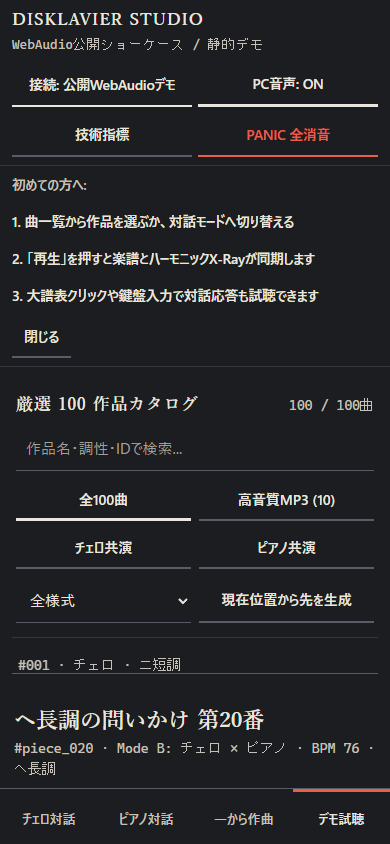 DISKLAVIER STUDIO
WebAudio公開ショーケース / 静的デモ
接続: 公開WebAudioデモ
PC音声: ON
技術指標
PANIC 全消音
初めての方へ:
1. 曲一覧から作品を選ぶか、対話モードへ切り替える
2. 「再生」を押すと楽譜とハーモニックX-Rayが同期します
3. 大譜表クリックや鍵盤入力で対話応答も試聴できます
閉じる
厳選 100 作品カタログ
100 / 100曲
作品名・調性・IDで検索...
全100曲
高音質MP3 (10)
チェロ共演
ピアノ共演
全様式
現在位置から先を生成
#001 · チェロ · ニ短調
ヘ長調の問いかけ 第20番
#piece_020 · Mode B: チェロ × ピアノ · BPM 76 ·
ヘ長調
チェロ対話
ピアノ対話
一から作曲
デモ試聴